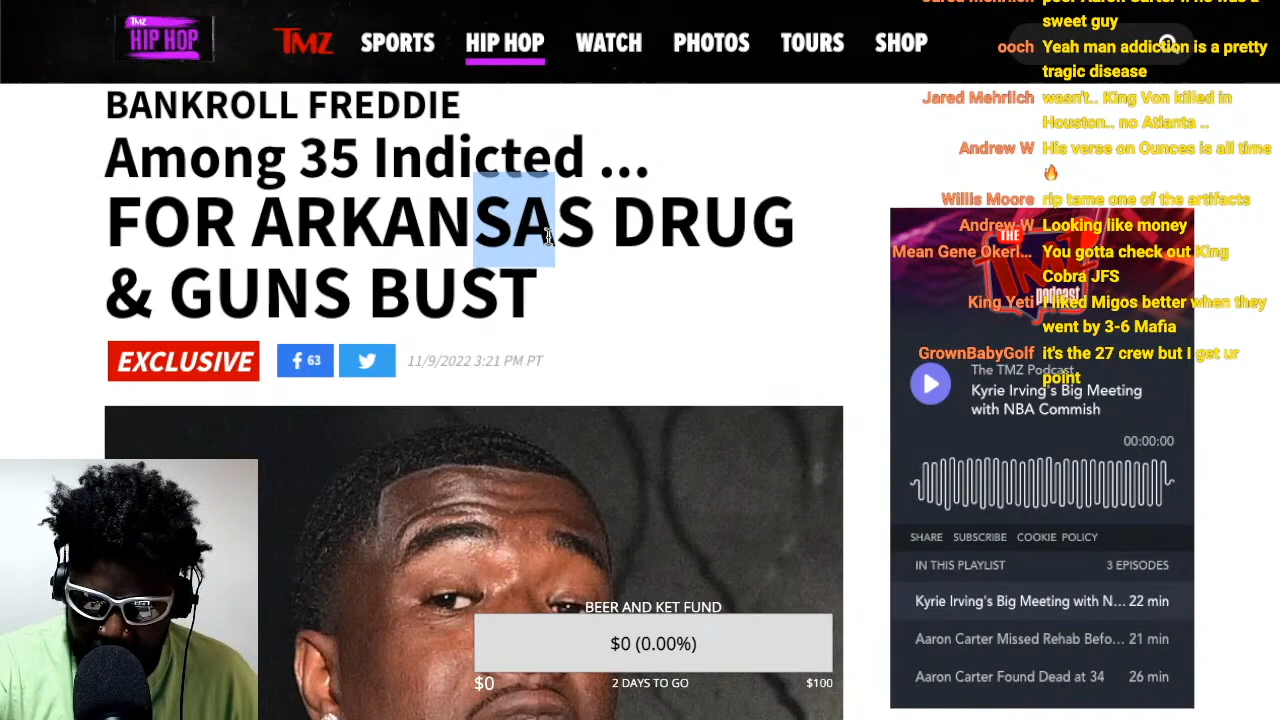 TMZ
HIP HOP
TMZ SPORTS HIP HOP WATCH PHOTOS TOURS SHOP
BANKROLL FREDDIE
Among 35 Indicted ...
FOR ARKANSAS DRUG
& GUNS BUST
EXCLUSIVE
63
11/9/2022 3:21 PM PT
BEER AND KET FUND
$0 (0.00%)
$0 2 DAYS TO GO $100
sweet guy
ooch Yeah man addiction is a pretty
tragic disease
Jared Mehrlich wasn't.. King Von killed in
Houston.. no Atlanta ..
Andrew W His verse on Ounces is all time
🔥
Willis Moore rip tame one of the artifacts
Andrew W Looking like money
Mean Gene Okerl... You gotta check out King
Cobra JFS
King Yeti I liked Migos better when they
went by 3-6 Mafia
GrownBabyGolf it's the 27 crew but I get ur
point
THE
TMZ
podcast
The TMZ Podcast
Kyrie Irving's Big Meeting
with NBA Commish
00:00:00
SHARE SUBSCRIBE COOKIE POLICY
IN THIS PLAYLIST 3 EPISODES
Kyrie Irving's Big Meeting with N... 22 min
Aaron Carter Missed Rehab Befo... 21 min
Aaron Carter Found Dead at 34 26 min